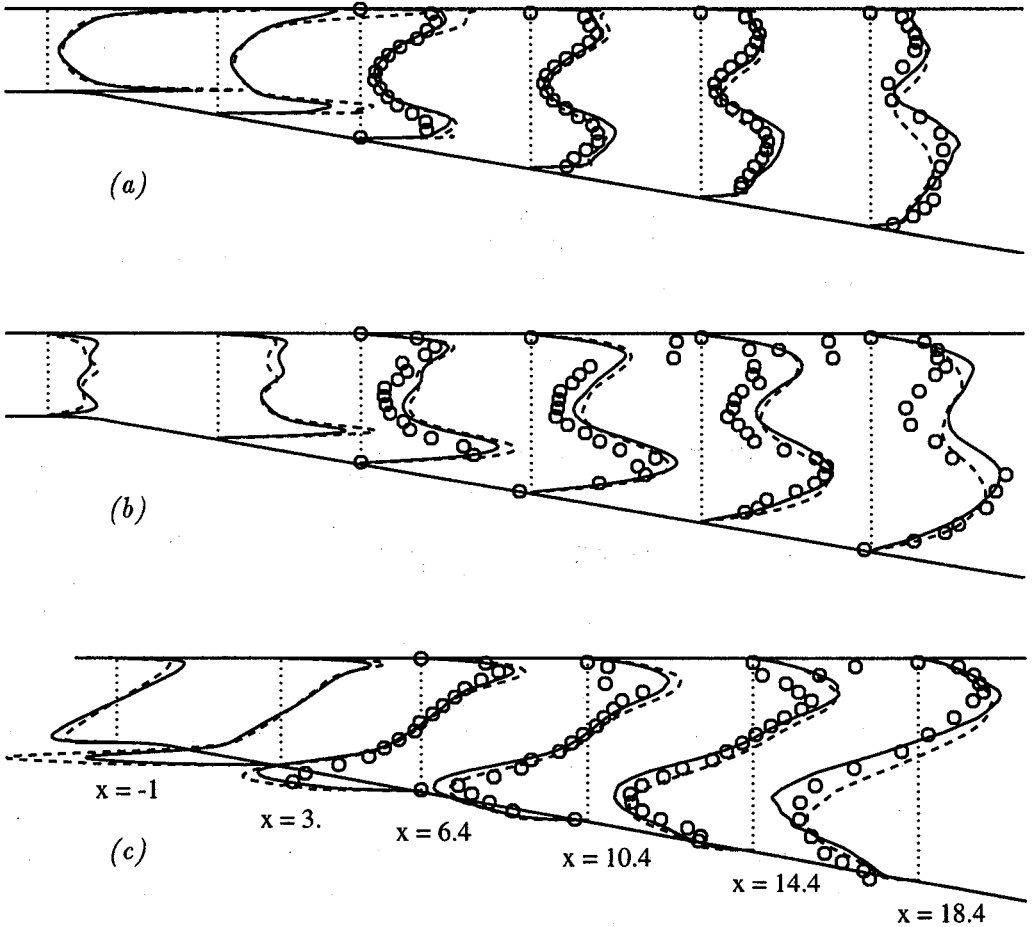 (a)
(b)
x = -1
x = 3.
x = 6.4
(c)
x = 10.4
x = 14.4
x = 18.4